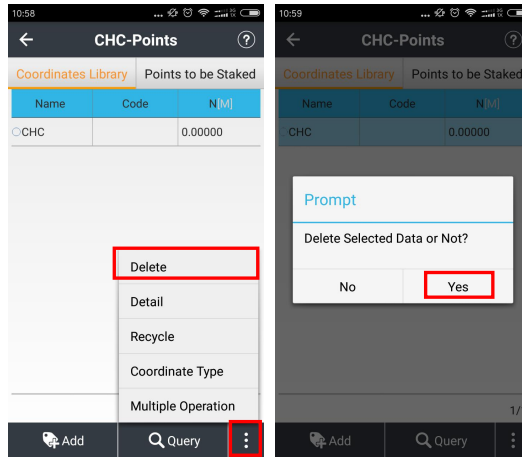 10:58 ...
CHC-Points ?
Coordinates Library Points to be Staked
Name Code N[M]
CHC 0.00000
Delete
Detail
Recycle
Coordinate Type
Multiple Operation
Add Query
10:59 ...
CHC-Points ?
Coordinates Library Points to be Staked
Name Code N[M]
CHC 0.00000
Prompt
Delete Selected Data or Not?
No Yes
1/
Add Query